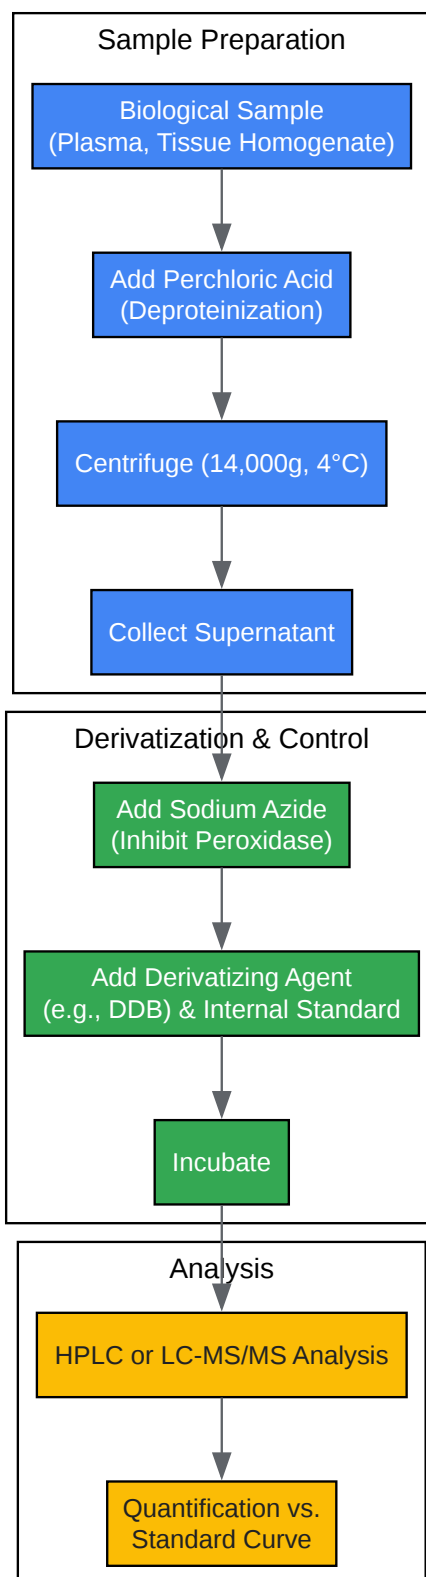 Sample Preparation
Biological Sample
(Plasma, Tissue Homogenate)
Add Perchloric Acid
(Deproteinization)
Centrifuge (14,000g, 4°C)
Collect Supernatant
Derivatization & Control
Add Sodium Azide
(Inhibit Peroxidase)
Add Derivatizing Agent
(e.g., DDB) & Internal Standard
Incubate
Analysis
HPLC or LC-MS/MS Analysis
Quantification vs.
Standard Curve